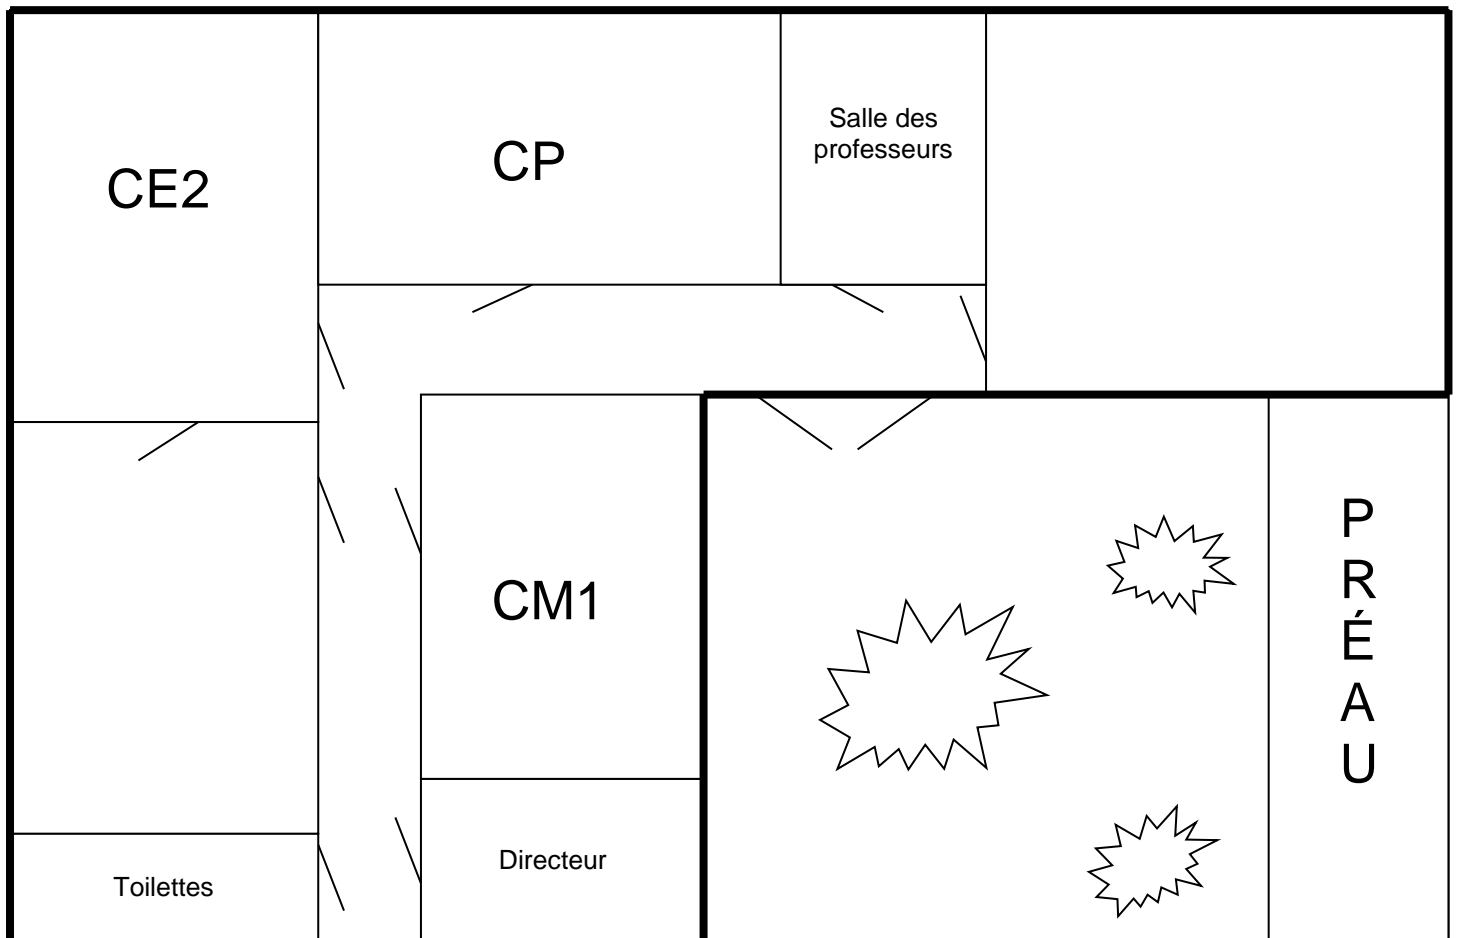 CE2
CP
Salle des
professeurs
CM1
P
R
É
A
U
Directeur
Toilettes